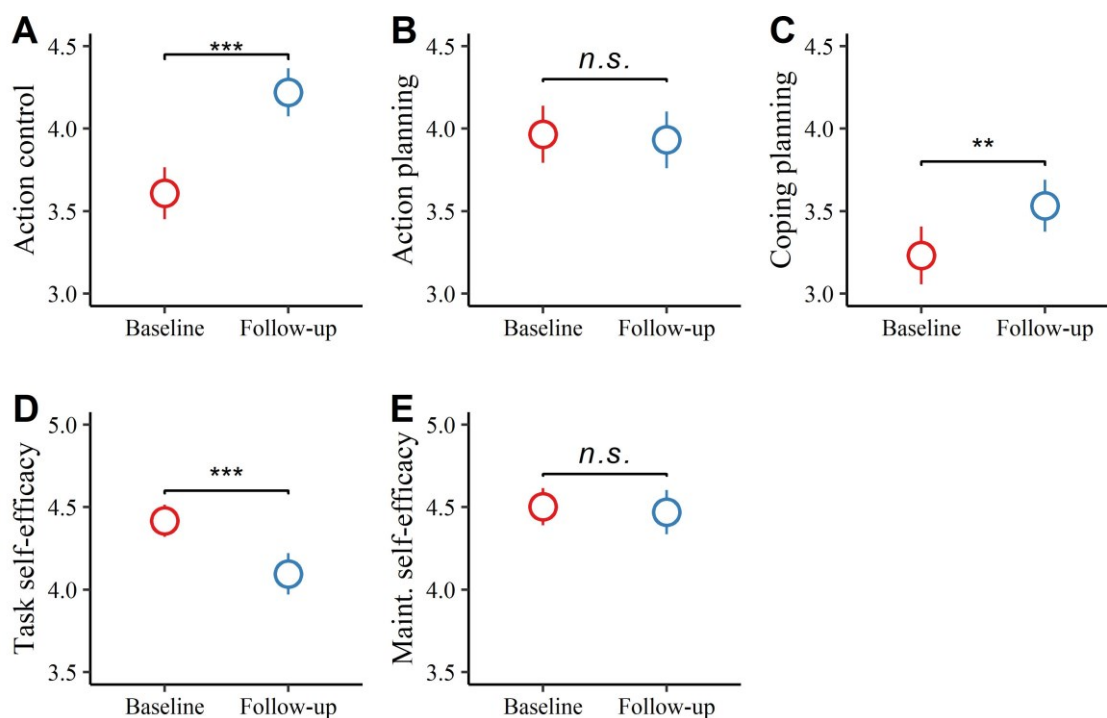 A
Action control
4.5
4.0
3.5
3.0
***
Baseline Follow-up
B
Action planning
4.5
4.0
3.5
3.0
n.s.
Baseline Follow-up
C
Coping planning
4.5
4.0
3.5
3.0
**
Baseline Follow-up
D
Task self-efficacy
5.0
4.5
4.0
3.5
***
Baseline Follow-up
E
Maint. self-efficacy
5.0
4.5
4.0
3.5
n.s.
Baseline Follow-up